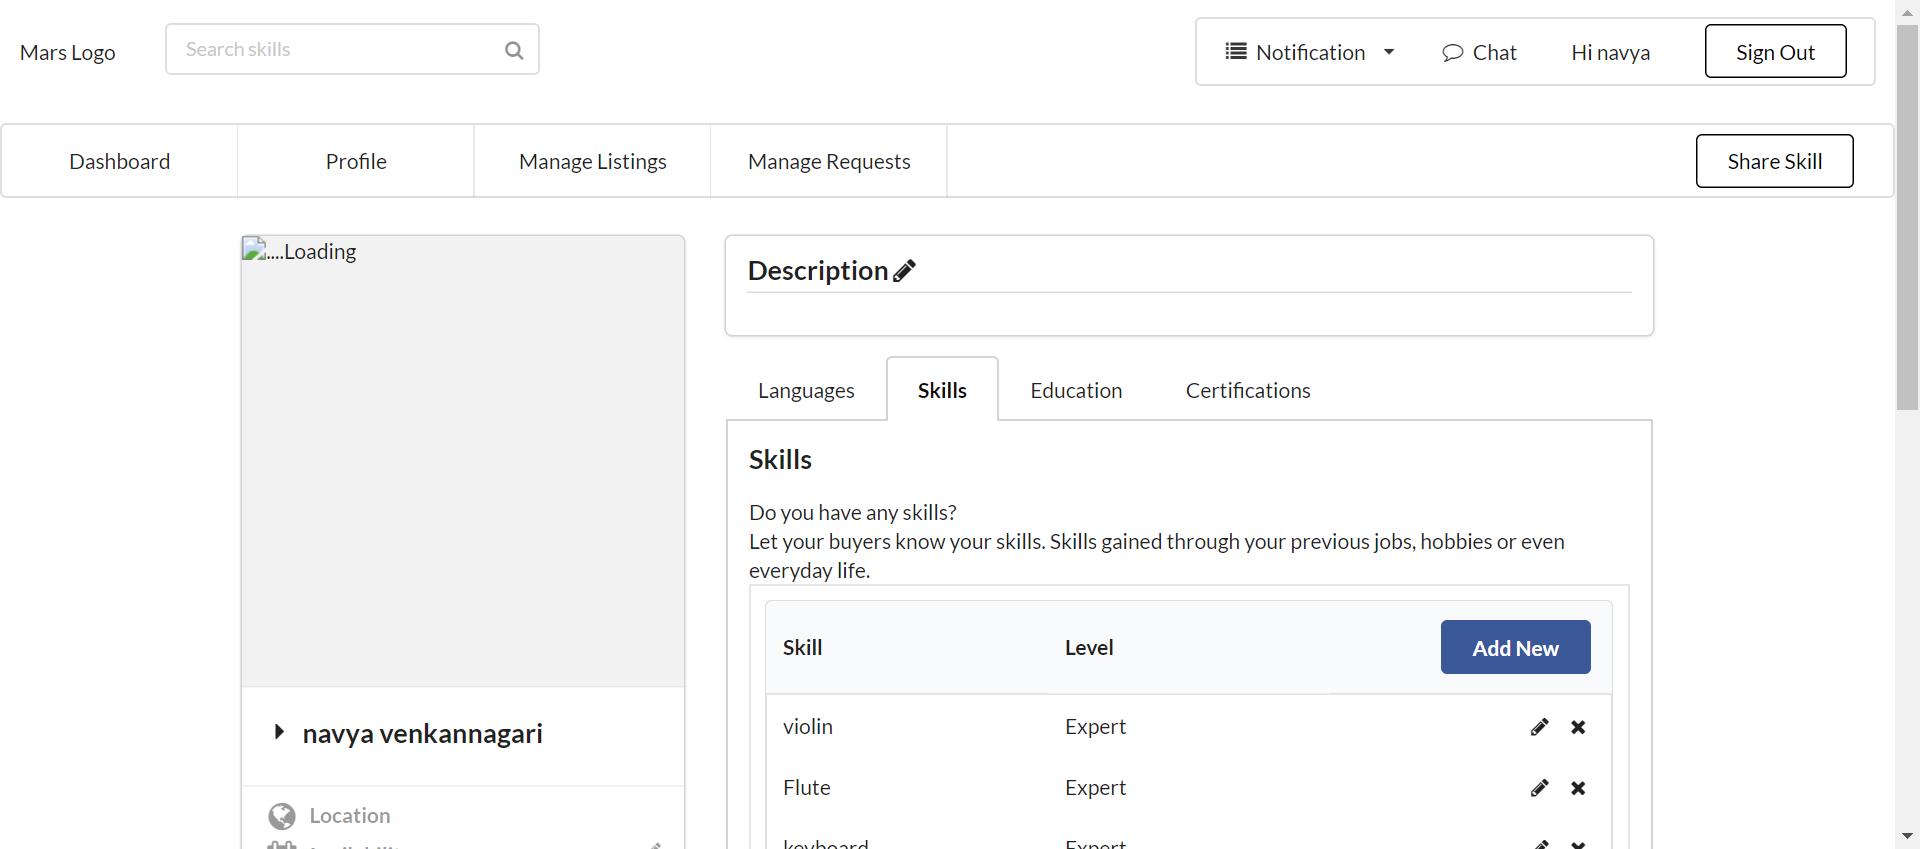 Mars Logo
Search skills
Notification
Chat
Hi navya
Sign Out
Dashboard
Profile
Manage Listings
Manage Requests
Share Skill
....Loading
navya venkannagari
Location
Description
Languages
Skills
Education
Certifications
Skills
Do you have any skills?
Let your buyers know your skills. Skills gained through your previous jobs, hobbies or even
everyday life.
Skill Level Add New
violin Expert
Flute Expert
keyboard Expert